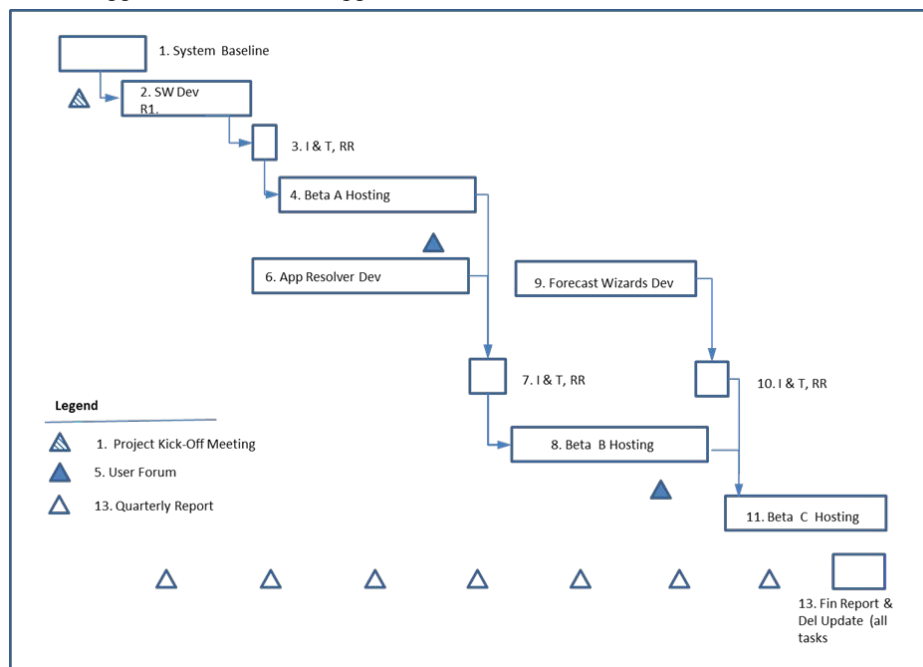 1. System Baseline
2. SW Dev
R1.
3. I & T, RR
4. Beta A Hosting
6. App Resolver Dev
9. Forecast Wizards Dev
7. I & T, RR
10. I & T, RR
Legend
1. Project Kick-Off Meeting
8. Beta B Hosting
5. User Forum
13. Quarterly Report
11. Beta C Hosting
13. Fin Report &
Del Update (all
tasks